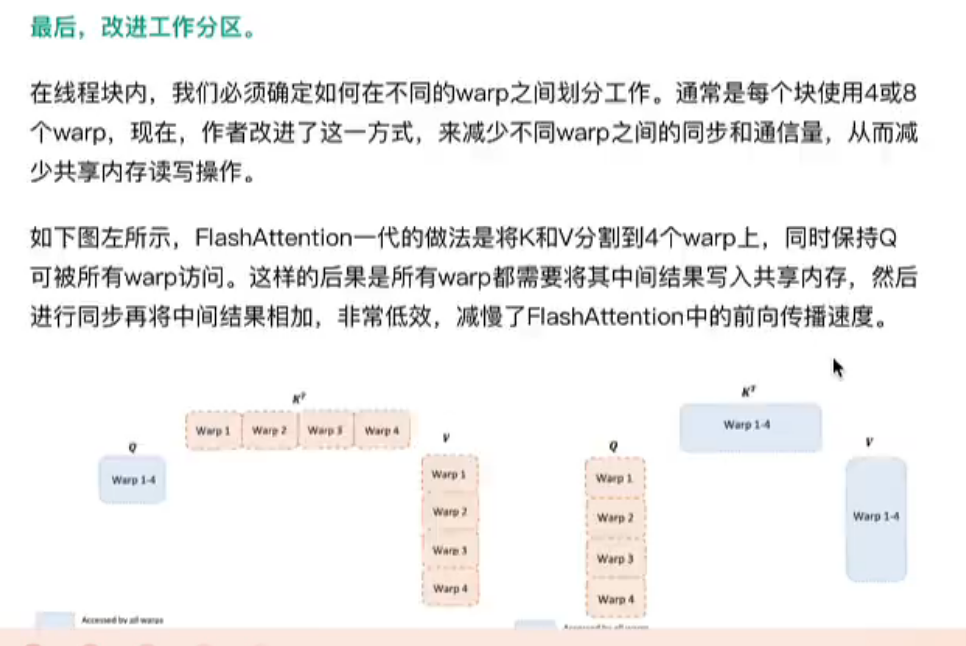 最后，改进工作分区。
在线程块内，我们必须确定如何在不同的warp之间划分工作。通常是每个块使用4或8
个warp，现在，作者改进了这一方式，来减少不同warp之间的同步和通信量，从而减
少共享内存读写操作。
如下图左所示，FlashAttention一代的做法是将K和V分割到4个warp上，同时保持Q
可被所有warp访问。这样的后果是所有warp都需要将其中间结果写入共享内存，然后
进行同步再将中间结果相加，非常低效，减慢了FlashAttention中的前向传播速度。
Kᵀ
Warp 1 Warp 2 Warp 3 Warp 4
Q
Warp 1-4
V
Warp 1
Warp 2
Warp 3
Warp 4
Accessed by all warps
Kᵀ
Warp 1-4
Q
Warp 1
Warp 2
Warp 3
Warp 4
V
Warp 1-4
Accessed by all warps